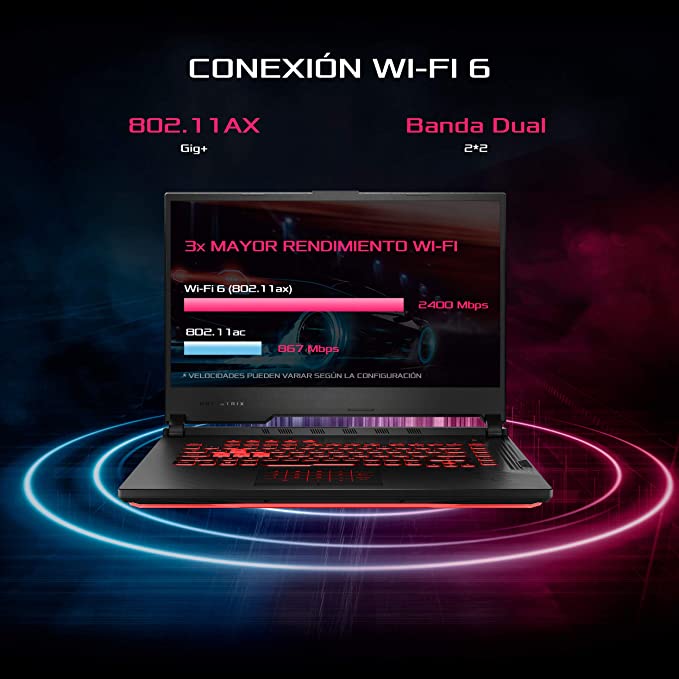 CONEXIÓN WI-FI 6
802.11AX
Gig+
Banda Dual
2*2
3x MAYOR RENDIMIENTO WI-FI
Wi-Fi 6 (802.11ax)
2400 Mbps
802.11ac
867 Mbps
* VELOCIDADES PUEDEN VARIAR SEGÚN LA CONFIGURACIÓN